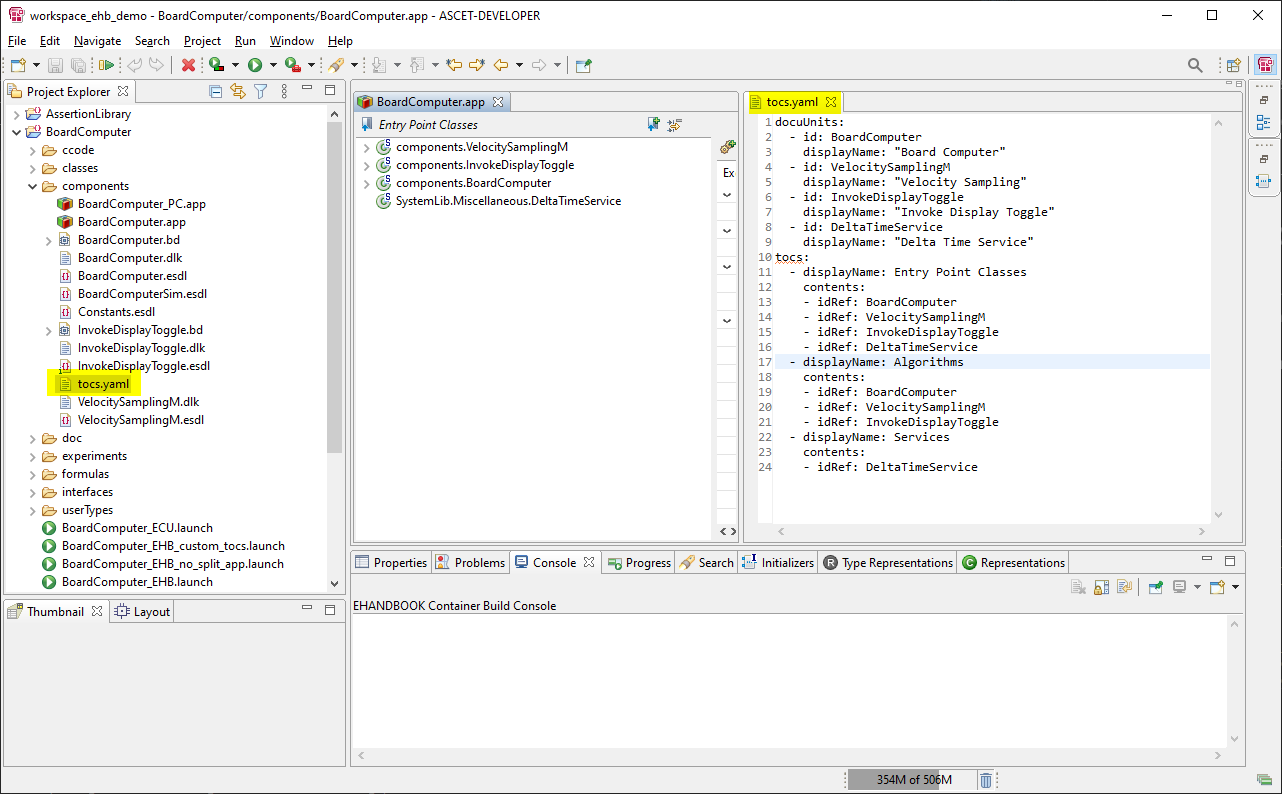 workspace_ehb_demo - BoardComputer/components/BoardComputer.app - ASCET-DEVELOPER
File Edit Navigate Search Project Run Window Help
Project Explorer
AssertionLibrary
BoardComputer
ccode
classes
components
BoardComputer_PC.app
BoardComputer.app
BoardComputer.bd
BoardComputer.dlk
BoardComputer.esdl
BoardComputerSim.esdl
Constants.esdl
InvokeDisplayToggle.bd
InvokeDisplayToggle.dlk
InvokeDisplayToggle.esdl
tocs.yaml
VelocitySamplingM.dlk
VelocitySamplingM.esdl
doc
experiments
formulas
interfaces
userTypes
BoardComputer_ECU.launch
BoardComputer_EHB_custom_tocs.launch
BoardComputer_EHB_no_split_app.launch
BoardComputer_EHB.launch
Thumbnail Layout
BoardComputer.app
Entry Point Classes
components.VelocitySamplingM
components.InvokeDisplayToggle
components.BoardComputer
SystemLib.Miscellaneous.DeltaTimeService
Ex
tocs.yaml
1 docuUnits:
2 - id: BoardComputer
3 displayName: "Board Computer"
4 - id: VelocitySamplingM
5 displayName: "Velocity Sampling"
6 - id: InvokeDisplayToggle
7 displayName: "Invoke Display Toggle"
8 - id: DeltaTimeService
9 displayName: "Delta Time Service"
10 tocs:
11 - displayName: Entry Point Classes
12 contents:
13 - idRef: BoardComputer
14 - idRef: VelocitySamplingM
15 - idRef: InvokeDisplayToggle
16 - idRef: DeltaTimeService
17 - displayName: Algorithms
18 contents:
19 - idRef: BoardComputer
20 - idRef: VelocitySamplingM
21 - idRef: InvokeDisplayToggle
22 - displayName: Services
23 contents:
24 - idRef: DeltaTimeService
Properties Problems Console Progress Search Initializers Type Representations Representations
EHANDBOOK Container Build Console
354M of 506M